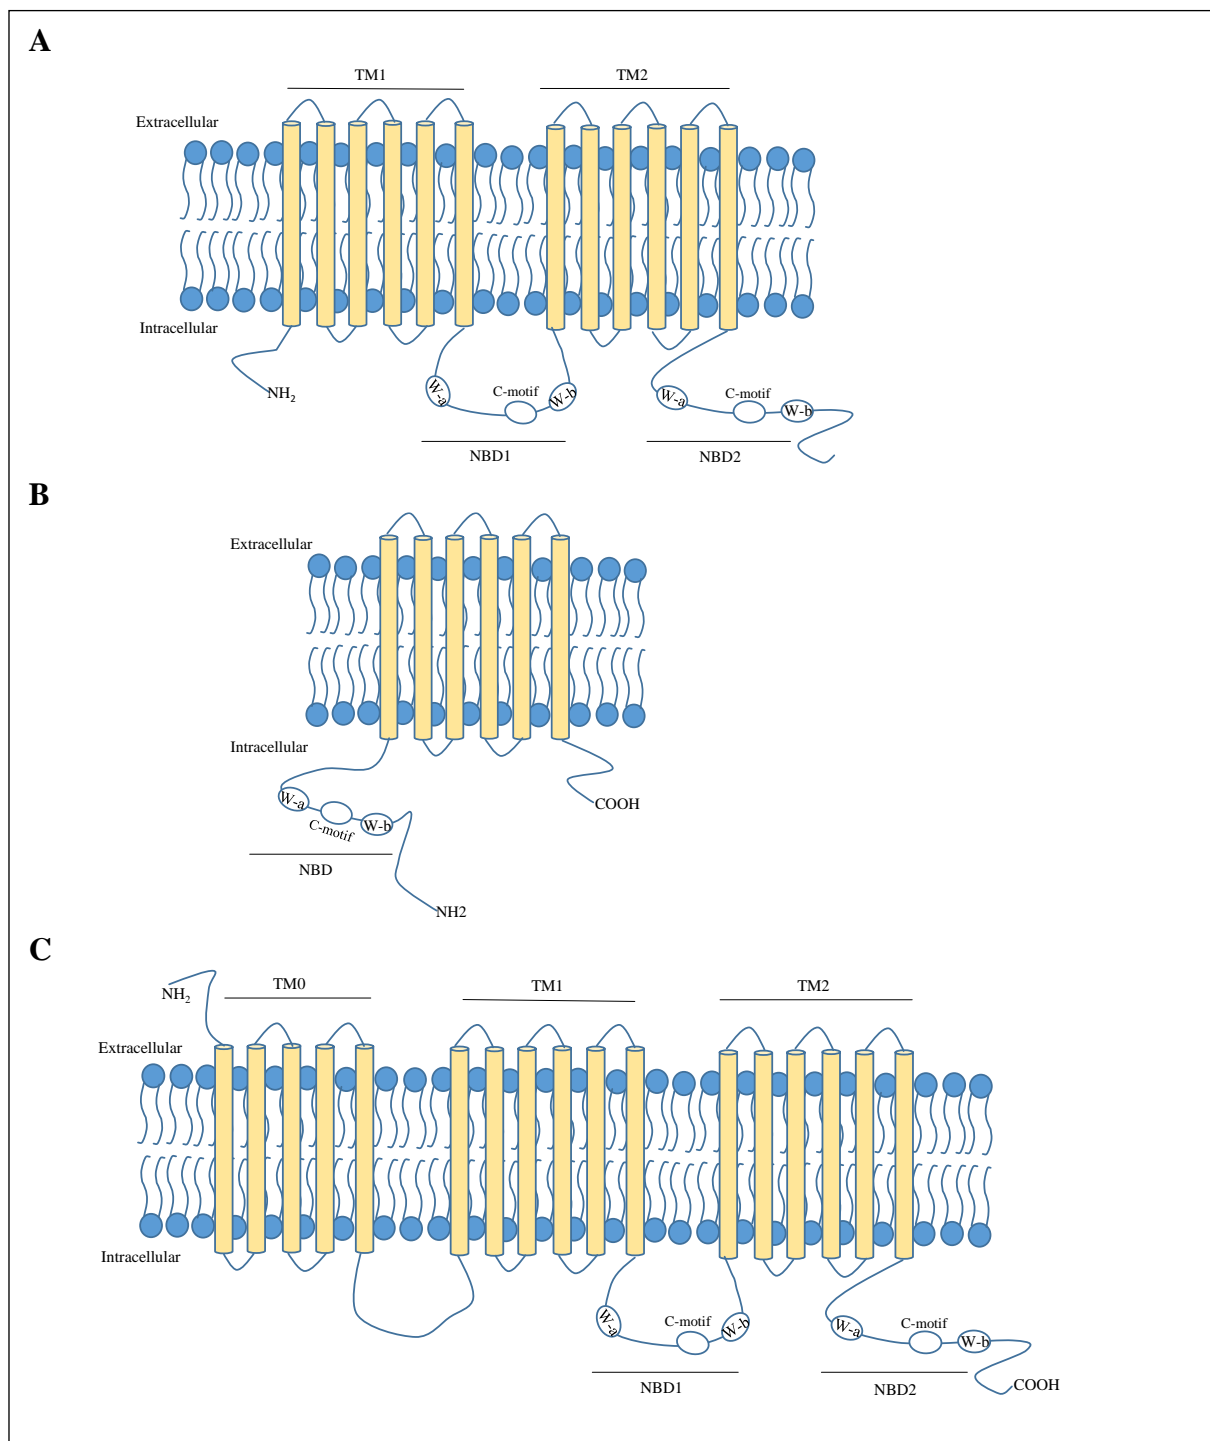 A
TM1 TM2
Extracellular
Intracellular
NH₂
W-a C-motif W-b W-a C-motif W-b
NBD1 NBD2
B
Extracellular
Intracellular
W-a C-motif W-b
COOH
NBD
NH2
C
NH₂ TM0 TM1 TM2
Extracellular
Intracellular
W-a C-motif W-b W-a C-motif W-b
NBD1 NBD2 COOH